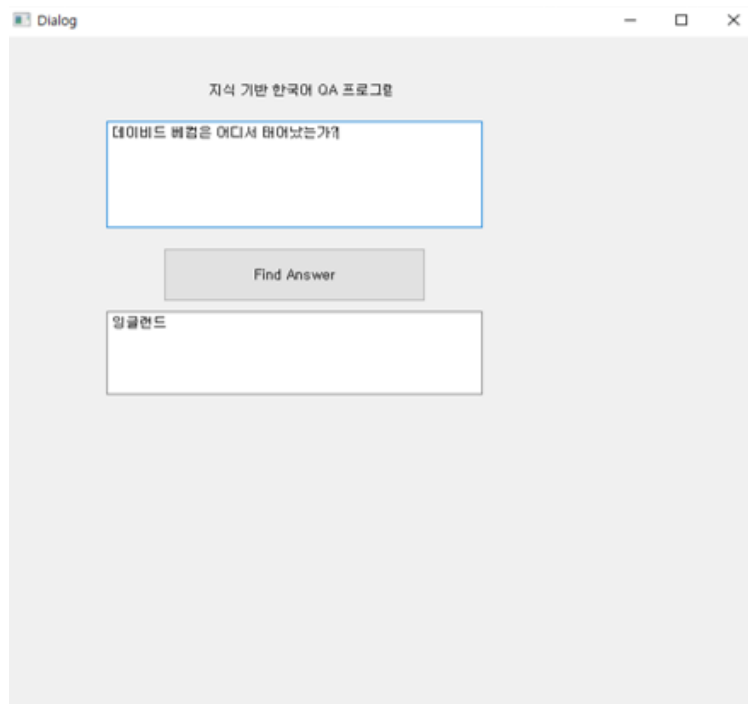 Dialog
지식 기반 한국어 QA 프로그램
데이비드 베컴은 어디서 태어났는가?
Find Answer
잉글랜드